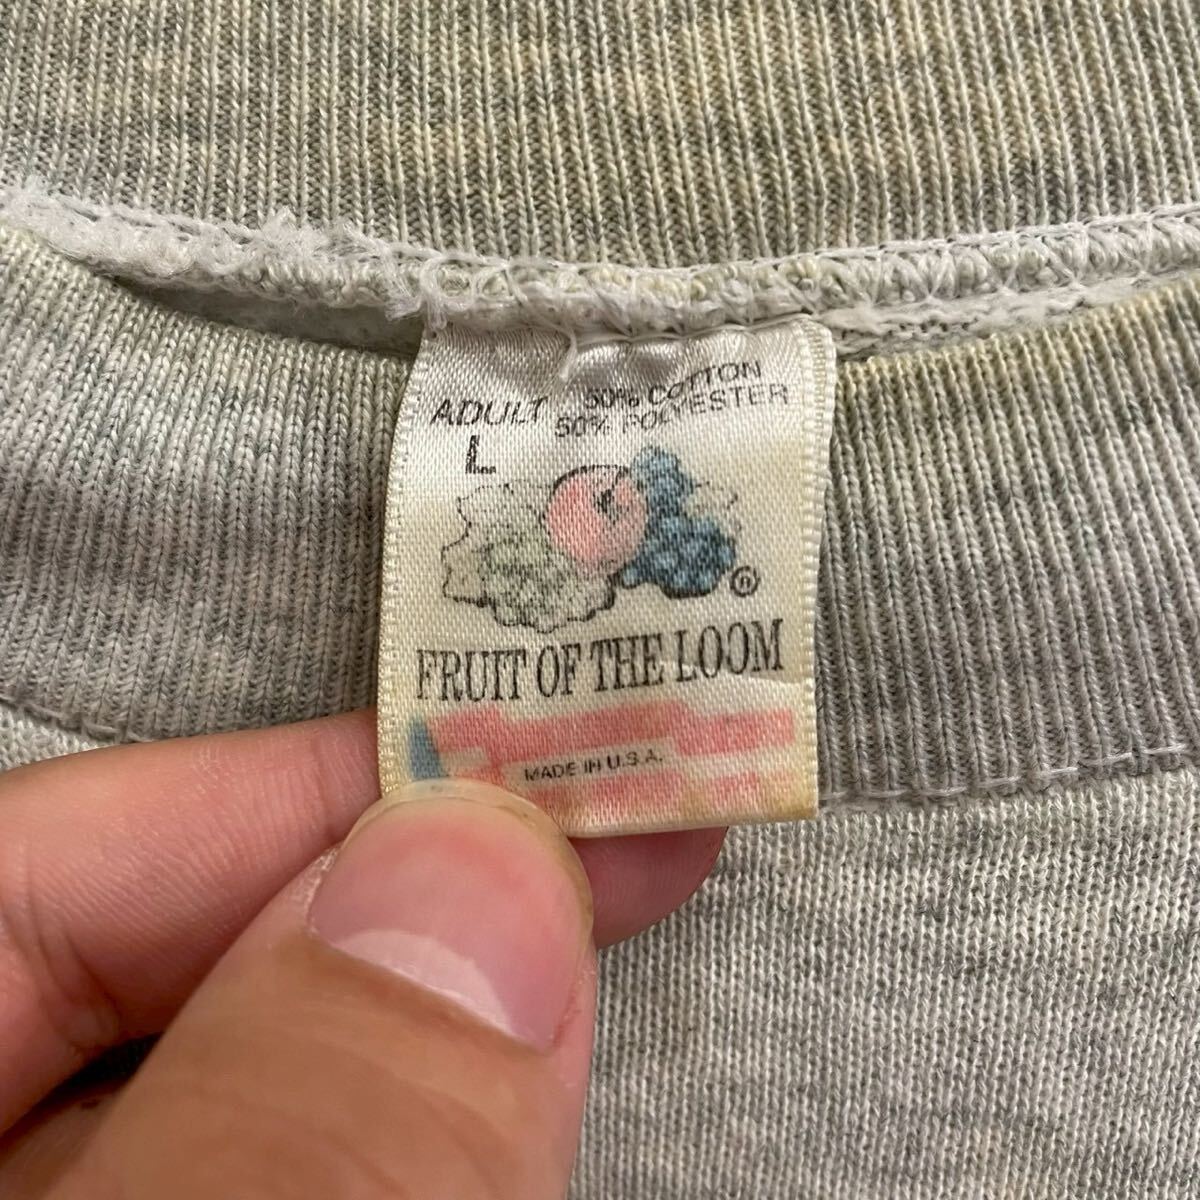 ADULT 50% COTTON
L 50% POLYESTER
®
FRUIT OF THE LOOM
MADE IN U.S.A.